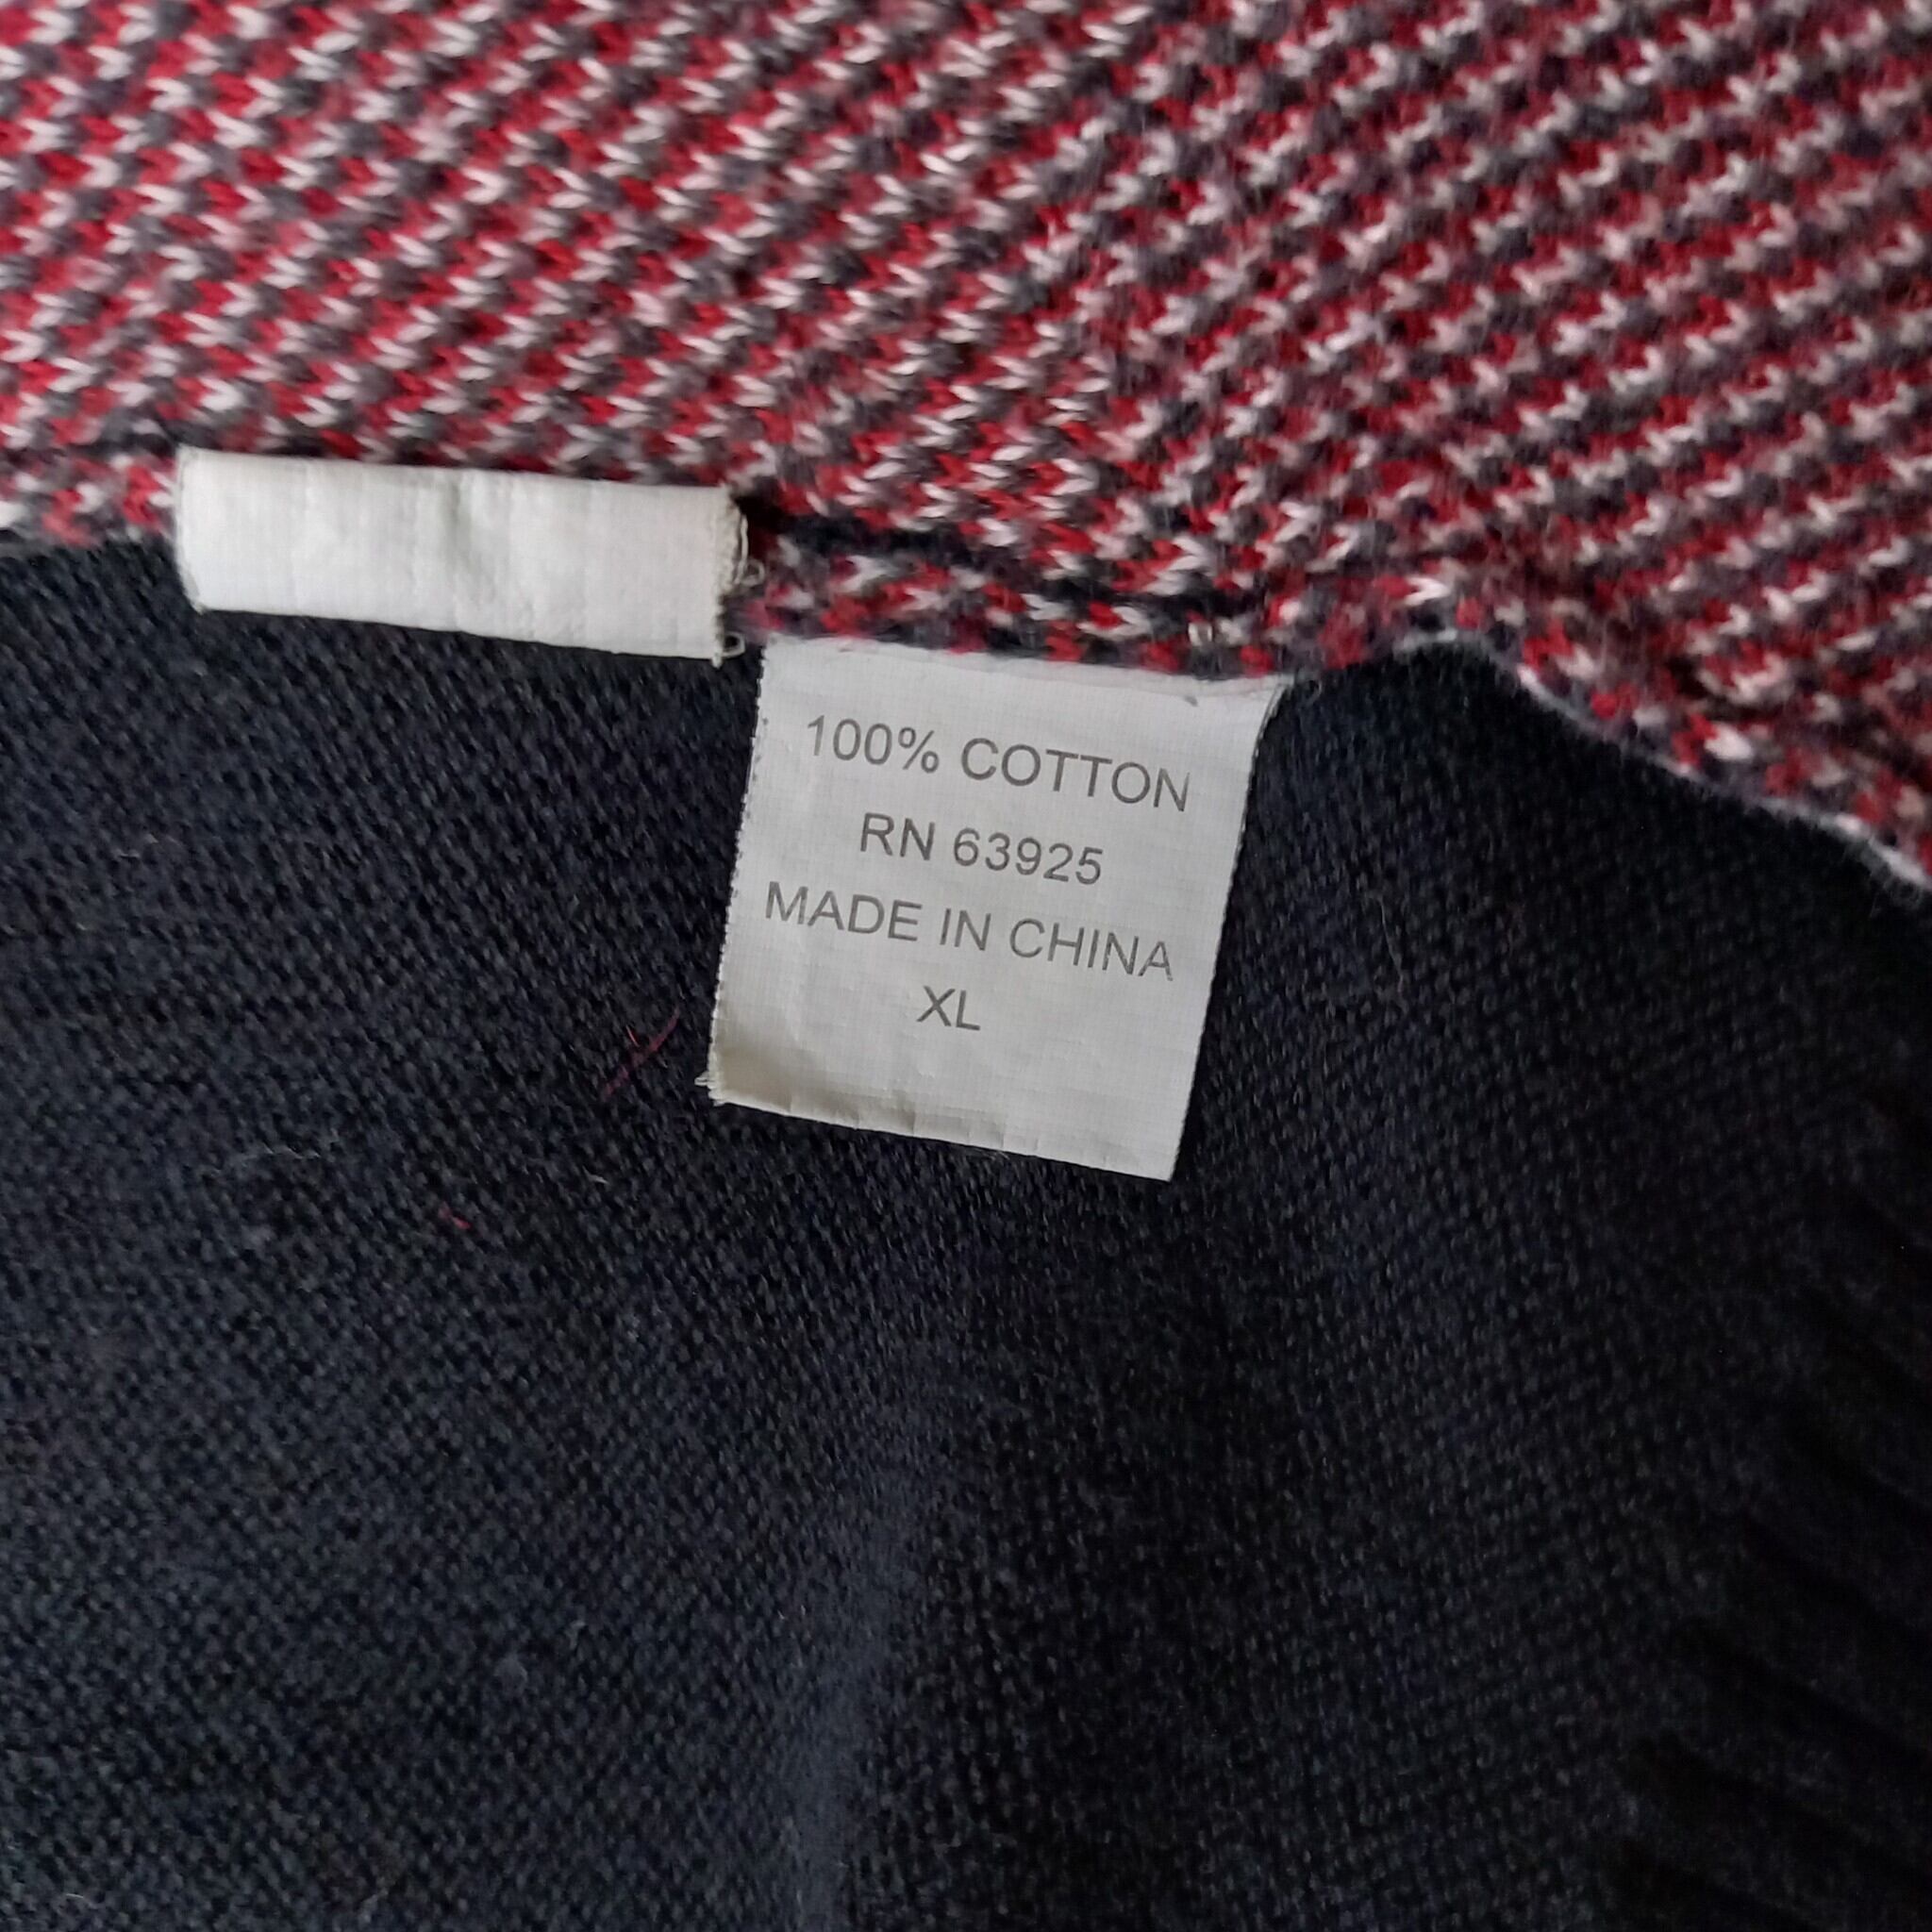 100% COTTON
RN 63925
MADE IN CHINA
XL